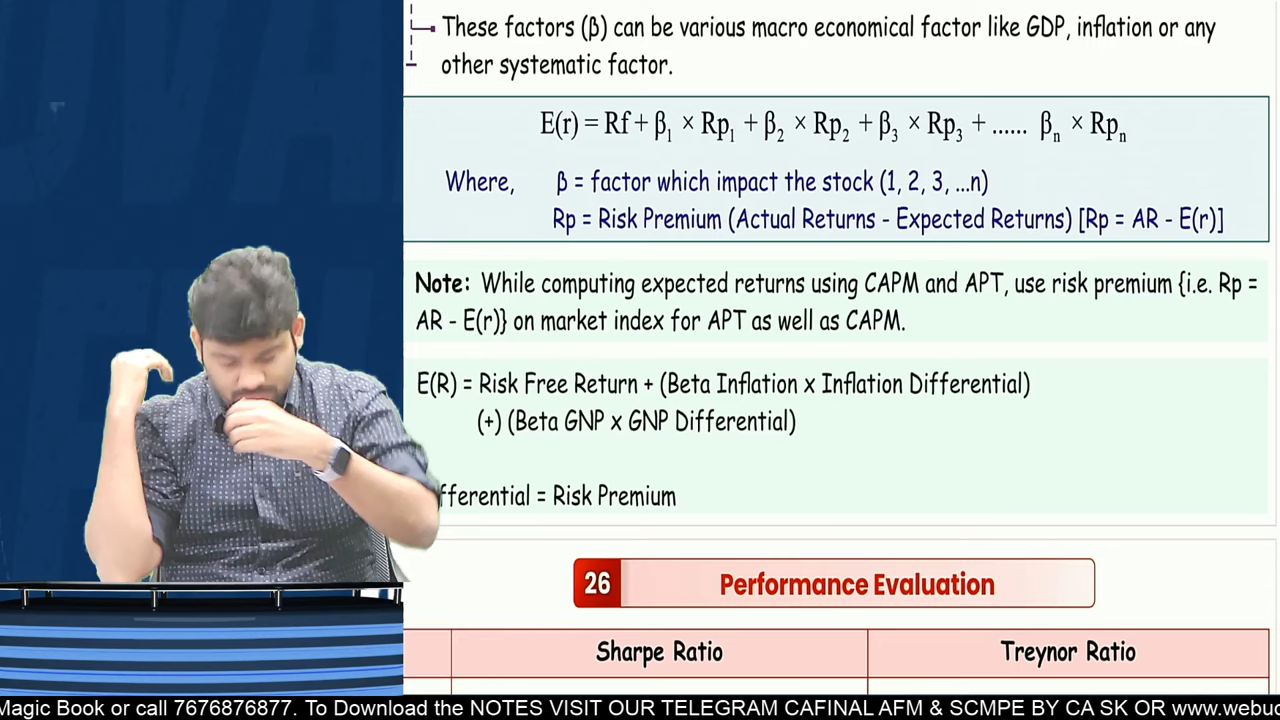 These factors (β) can be various macro economical factor like GDP, inflation or any
other systematic factor.
E(r) = Rf + β₁ × Rp₁ + β₂ × Rp₂ + β₃ × Rp₃ + ...... βₙ × Rpₙ
Where, β = factor which impact the stock (1, 2, 3, ...n)
Rp = Risk Premium (Actual Returns - Expected Returns) [Rp = AR - E(r)]
Note: While computing expected returns using CAPM and APT, use risk premium {i.e. Rp =
AR - E(r)} on market index for APT as well as CAPM.
E(R) = Risk Free Return + (Beta Inflation x Inflation Differential)
(+) (Beta GNP x GNP Differential)
fferential = Risk Premium
26 Performance Evaluation
Sharpe Ratio Treynor Ratio
Magic Book or call 7676876877. To Download the NOTES VISIT OUR TELEGRAM CAFINAL AFM & SCMPE BY CA SK OR www.webuc